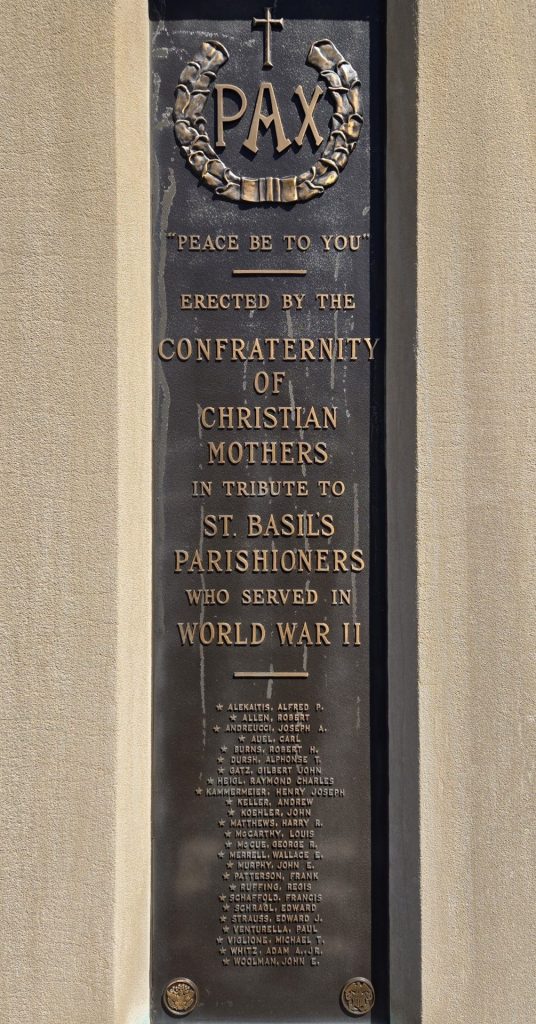 PAX
"PEACE BE TO YOU"
ERECTED BY THE
CONFRATERNITY
OF
CHRISTIAN
MOTHERS
IN TRIBUTE TO
ST. BASIL'S
PARISHIONERS
WHO SERVED IN
WORLD WAR II
★ ALEKAITIS, ALFRED P.
★ ALLEN, ROBERT
★ ANDREUCCI, JOSEPH A.
★ AUEL, CARL
★ BURNS, ROBERT H.
★ DURSH, ALPHONSE T.
★ GATZ, GILBERT JOHN
★ HEIGL, RAYMOND CHARLES
★ KAMMERMEIER, HENRY JOSEPH
★ KELLER, ANDREW
★ KOEHLER, JOHN
★ MATTHEWS, HARRY R.
★ McCARTHY, LOUIS
★ McCUE, GEORGE R.
★ MERRELL, WALLACE E.
★ MURPHY, JOHN E.
★ PATTERSON, FRANK
★ RUFFING, REGIS
★ SCHAFFOLD, FRANCIS
★ SCHRAGL, EDWARD
★ STRAUSS, EDWARD J.
★ VENTURELLA, PAUL
★ VIGLIONE, MICHAEL T.
★ WHITZ, ADAM A. JR.
★ WOOLMAN, JOHN E.